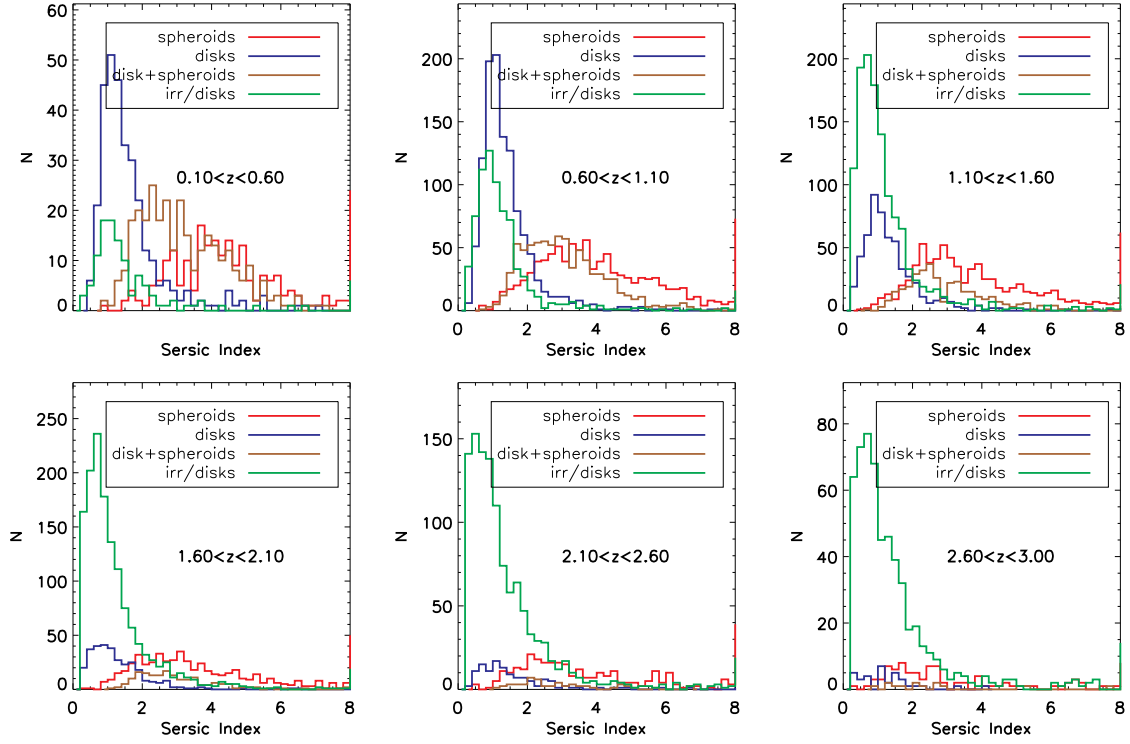 60
50
40
30
20
10
0
N
spheroids
disks
disk+spheroids
irr/disks
0.10<z<0.60
0 2 4 6 8
Sersic Index
200
150
100
50
0
N
spheroids
disks
disk+spheroids
irr/disks
0.60<z<1.10
0 2 4 6 8
Sersic Index
200
150
100
50
0
N
spheroids
disks
disk+spheroids
irr/disks
1.10<z<1.60
0 2 4 6 8
Sersic Index
250
200
150
100
50
0
N
spheroids
disks
disk+spheroids
irr/disks
1.60<z<2.10
0 2 4 6 8
Sersic Index
150
100
50
0
N
spheroids
disks
disk+spheroids
irr/disks
2.10<z<2.60
0 2 4 6 8
Sersic Index
80
60
40
20
0
N
spheroids
disks
disk+spheroids
irr/disks
2.60<z<3.00
0 2 4 6 8
Sersic Index